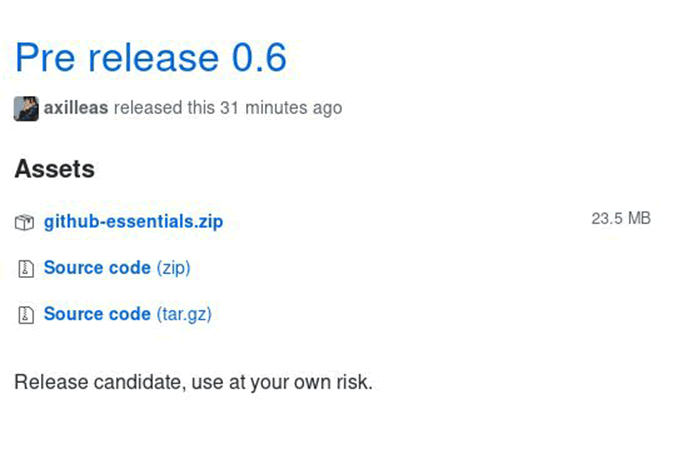 Pre release 0.6
axilleas released this 31 minutes ago
Assets
github-essentials.zip 23.5 MB
Source code (zip)
Source code (tar.gz)
Release candidate, use at your own risk.